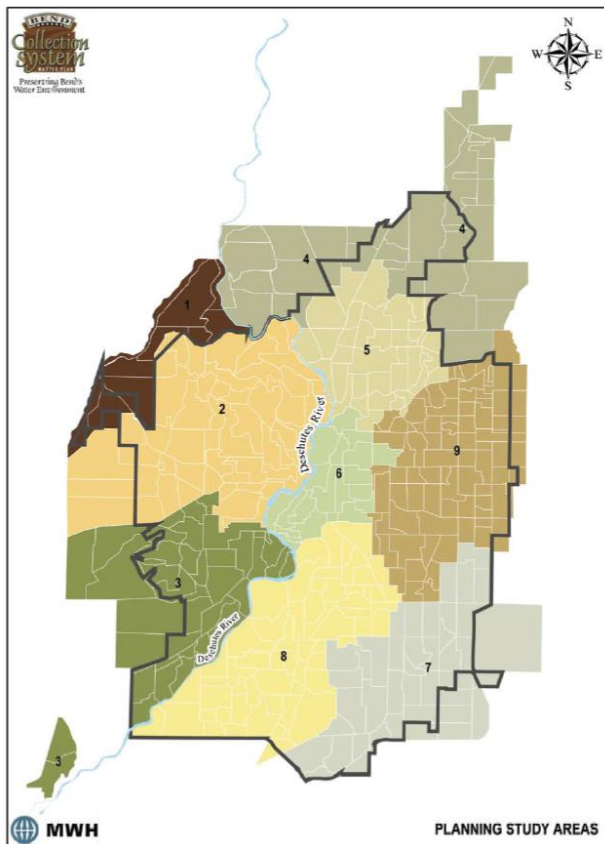 BEND
Collection
System
MASTER PLAN
Preserving Bend's
Water Environment
N
W
E
S
4
4
1
5
2
Deschutes River
9
6
3
Deschutes River
8
7
3
MWH
PLANNING STUDY AREAS